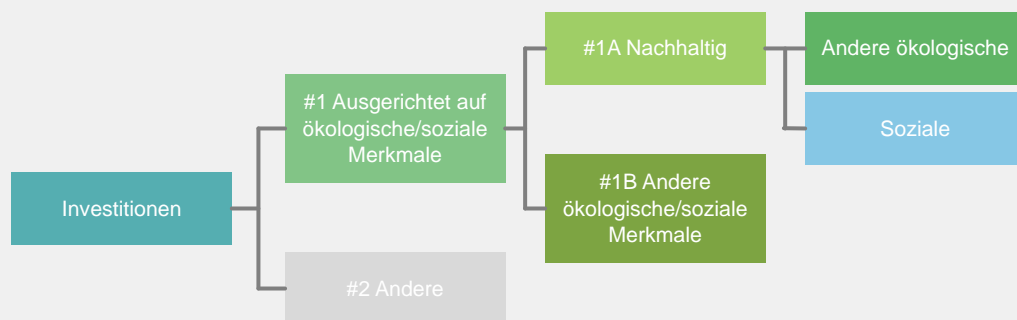 Investitionen
#1 Ausgerichtet auf
ökologische/soziale
Merkmale
#2 Andere
#1A Nachhaltig
#1B Andere
ökologische/soziale
Merkmale
Andere ökologische
Soziale